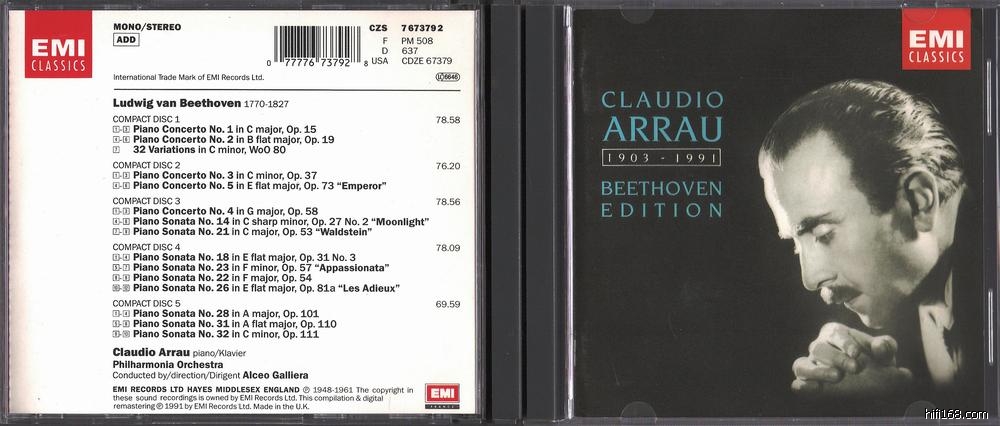 EMI
CLASSICS
MONO/STEREO
ADD
CZS 7 67379 2
F PM 508
D 637
USA CDZE 67379
0 77776 73792 8
International Trade Mark of EMI Records Ltd.
Ludwig van Beethoven 1770-1827
COMPACT DISC 1 78.58
Piano Concerto No. 1 in C major, Op. 15
Piano Concerto No. 2 in B flat major, Op. 19
32 Variations in C minor, WoO 80
COMPACT DISC 2 76.20
Piano Concerto No. 3 in C minor, Op. 37
Piano Concerto No. 5 in E flat major, Op. 73 “Emperor”
COMPACT DISC 3 78.56
Piano Concerto No. 4 in G major, Op. 58
Piano Sonata No. 14 in C sharp minor, Op. 27 No. 2 “Moonlight”
Piano Sonata No. 21 in C major, Op. 53 “Waldstein”
COMPACT DISC 4 78.09
Piano Sonata No. 18 in E flat major, Op. 31 No. 3
Piano Sonata No. 23 in F minor, Op. 57 “Appassionata”
Piano Sonata No. 22 in F major, Op. 54
Piano Sonata No. 26 in E flat major, Op. 81a “Les Adieux”
COMPACT DISC 5 69.59
Piano Sonata No. 28 in A major, Op. 101
Piano Sonata No. 31 in A flat major, Op. 110
Piano Sonata No. 32 in C minor, Op. 111
Claudio Arrau piano/Klavier
Philharmonia Orchestra
Conducted by/direction/Dirigent Alceo Galliera
EMI RECORDS LTD HAYES MIDDLESEX ENGLAND ℗ 1948-1961 The copyright in
these sound recordings is owned by EMI Records Ltd. This compilation & digital
remastering ℗ 1991 by EMI Records Ltd. Made in the U.K.
EMI
EMI
CLASSICS
CLAUDIO
ARRAU
1903 - 1991
BEETHOVEN
EDITION
hifi168.com